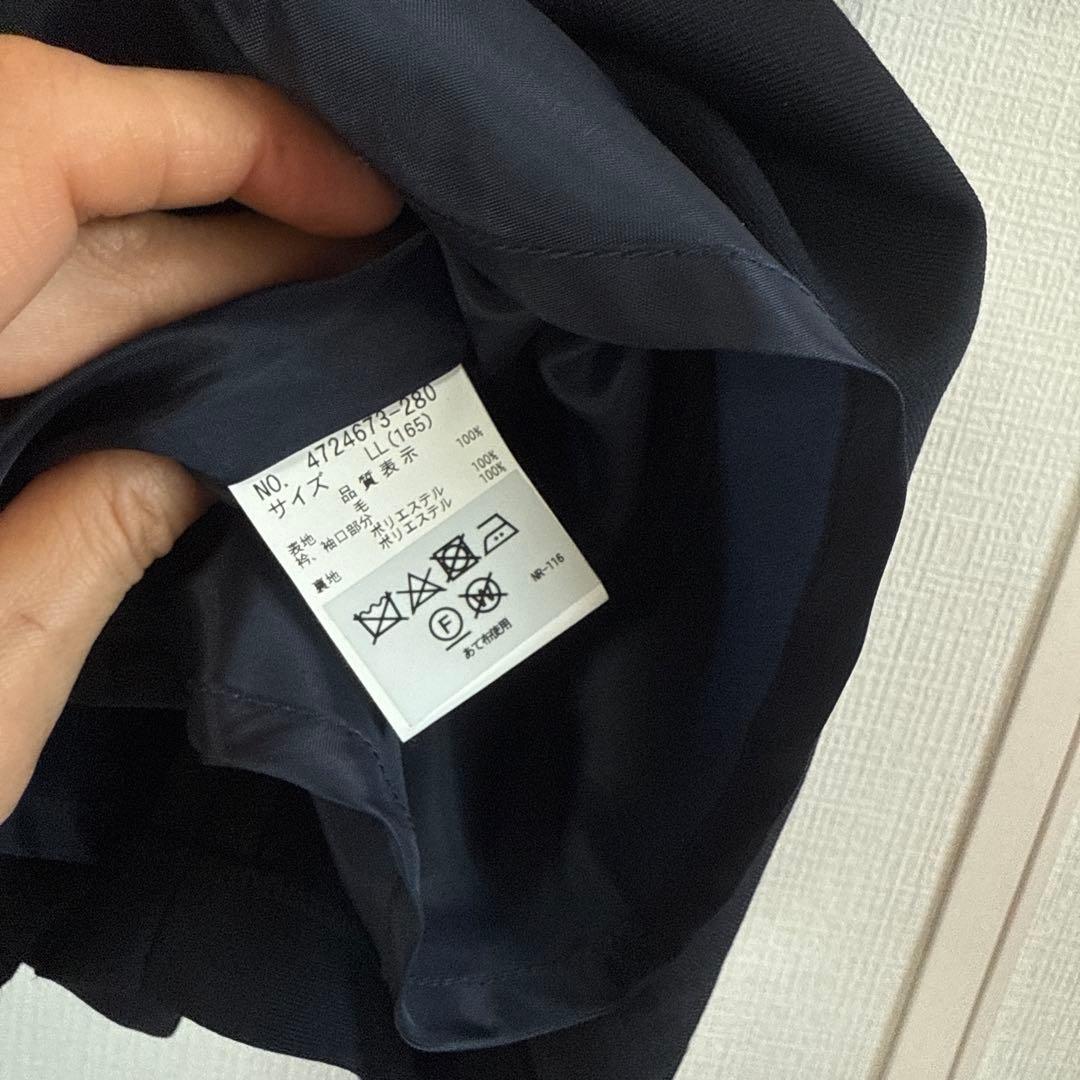 NO. 4724673-280
サイズ LL(165)
品質表示
表地 毛 100%
衿、袖口部分 ポリエステル 100%
裏地 ポリエステル 100%
F W
あて布使用
NR-116